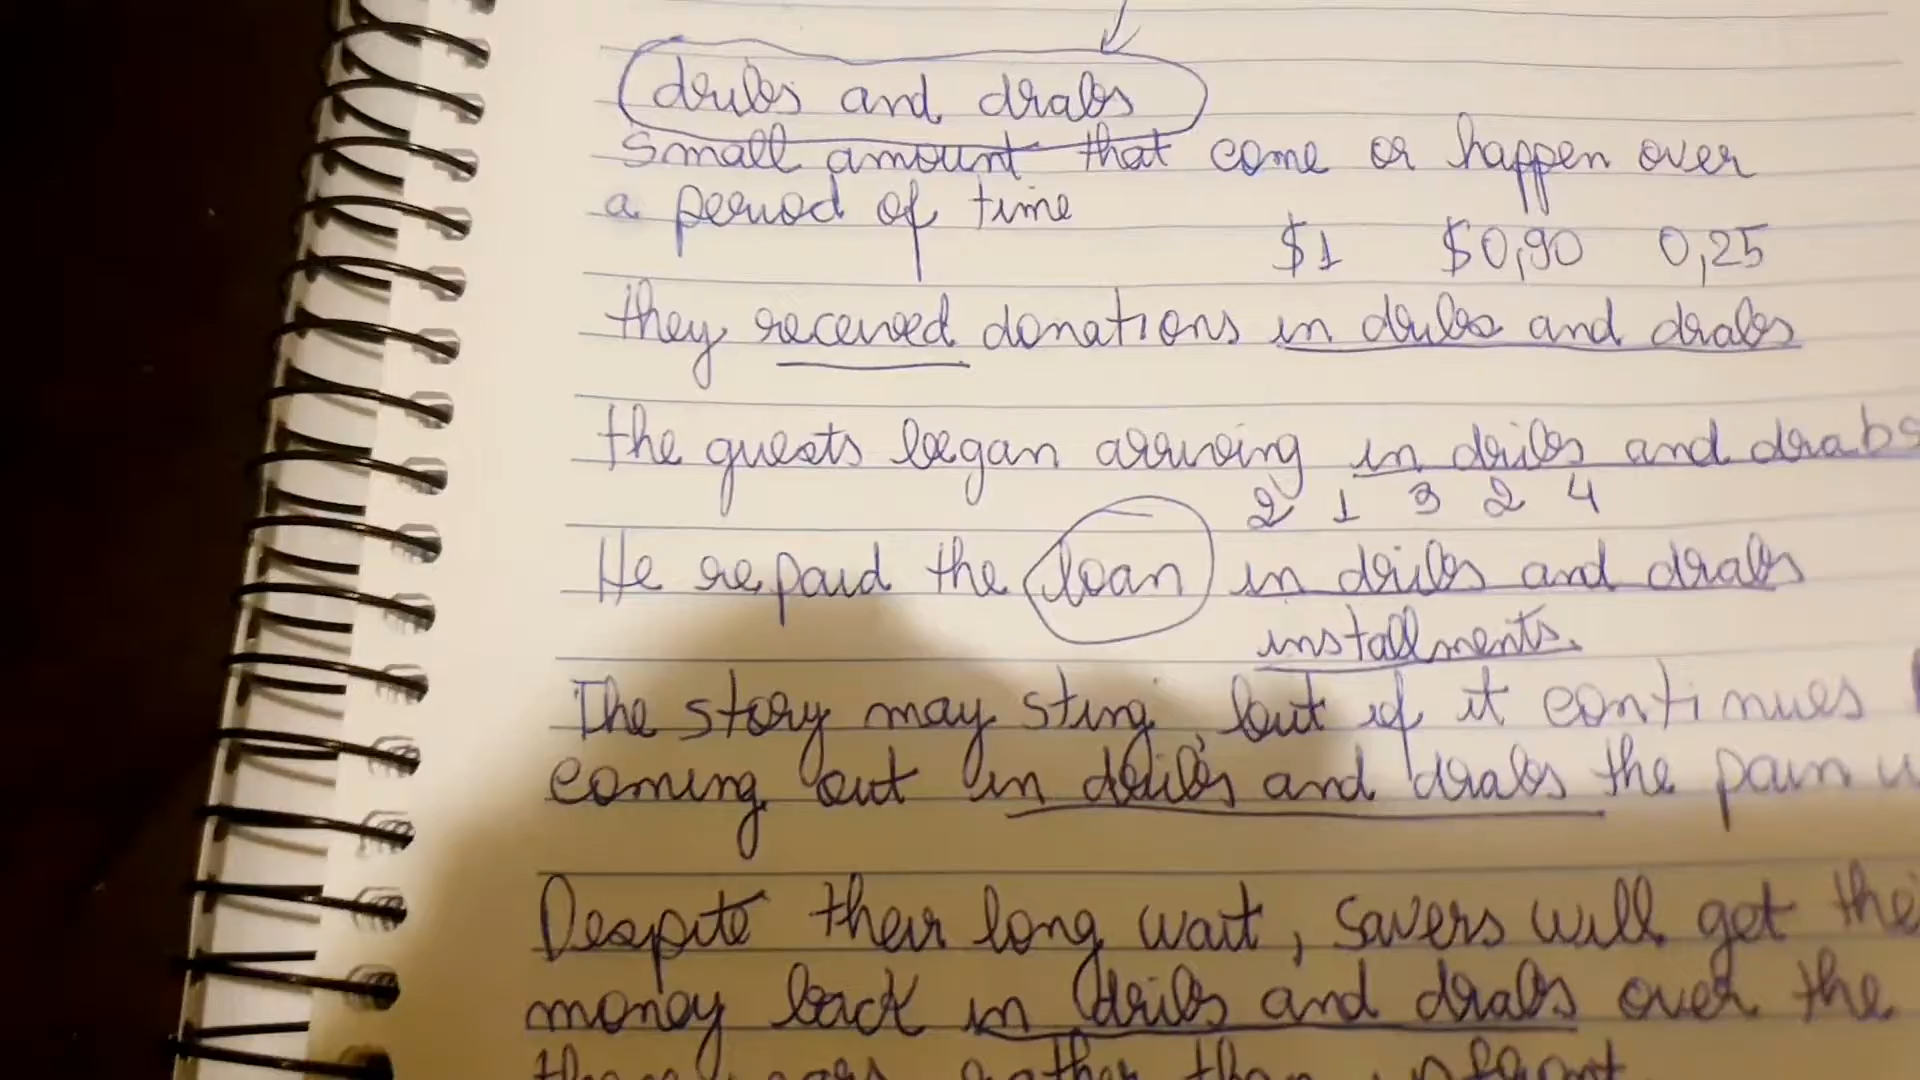 dribs and drabs
Small amount that come or happen over
a period of time
$1 $0,90 0,25
they received donations in dribs and drabs
the guests began arriving in dribs and drabs
2 1 3 2 4
He repaid the loan in dribs and drabs
installments.
The story may sting, but if it continues
coming out in dribs and drabs the pain
Despite their long wait, savers will get
money back in dribs and drabs over the
rather than